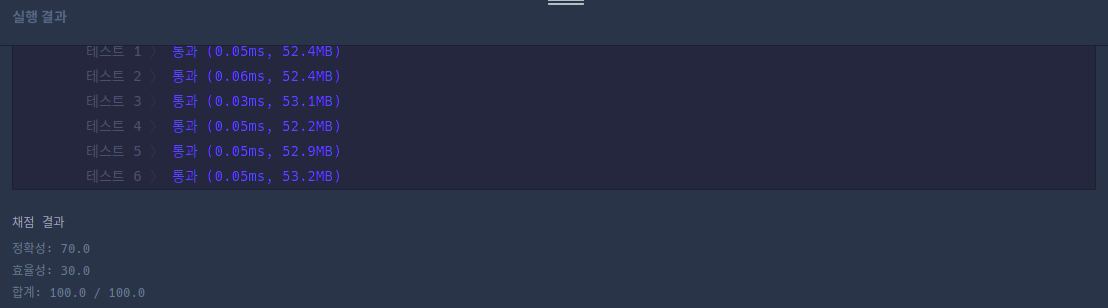 실행 결과
테스트 1 〉 통과 (0.05ms, 52.4MB)
테스트 2 〉 통과 (0.06ms, 52.4MB)
테스트 3 〉 통과 (0.03ms, 53.1MB)
테스트 4 〉 통과 (0.05ms, 52.2MB)
테스트 5 〉 통과 (0.05ms, 52.9MB)
테스트 6 〉 통과 (0.05ms, 53.2MB)
채점 결과
정확성: 70.0
효율성: 30.0
합계: 100.0 / 100.0